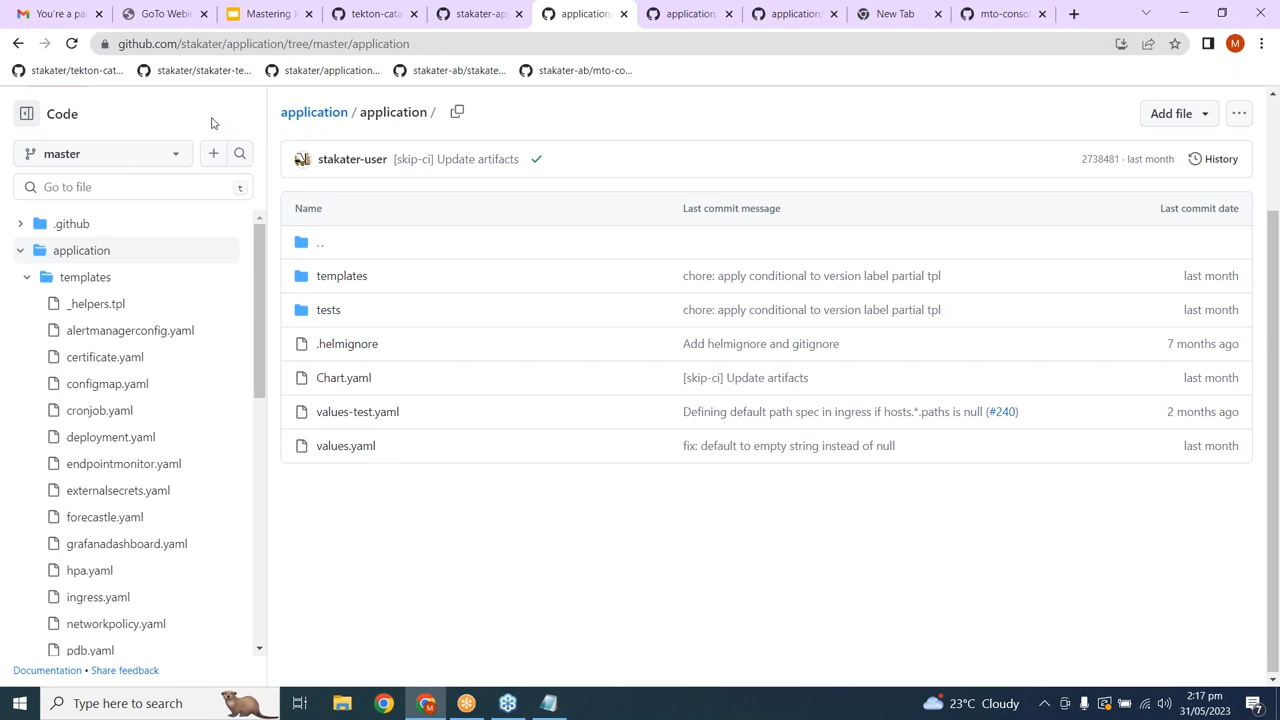 You're a pa
GoTo Webi
Mastering K
tekton-cata
stakater-ap
application
application
application
New Tab
mto-conso
github.com/stakater/application/tree/master/application
M
stakater/tekton-cat...
stakater/stakater-te...
stakater/application...
stakater-ab/stakate...
stakater-ab/mto-co...
Code
application / application /
Add file
master
stakater-user [skip-ci] Update artifacts
2738481 · last month
History
Go to file
t
Name
Last commit message
Last commit date
.github
application
..
templates
templates
chore: apply conditional to version label partial tpl
last month
_helpers.tpl
tests
chore: apply conditional to version label partial tpl
last month
alertmanagerconfig.yaml
.helmignore
Add helmignore and gitignore
7 months ago
certificate.yaml
Chart.yaml
[skip-ci] Update artifacts
last month
configmap.yaml
values-test.yaml
Defining default path spec in ingress if hosts.*.paths is null (#240)
2 months ago
cronjob.yaml
values.yaml
fix: default to empty string instead of null
last month
deployment.yaml
endpointmonitor.yaml
externalsecrets.yaml
forecastle.yaml
grafanadashboard.yaml
hpa.yaml
ingress.yaml
networkpolicy.yaml
pdb.yaml
Documentation • Share feedback
Type here to search
23°C Cloudy
2:17 pm
31/05/2023
7